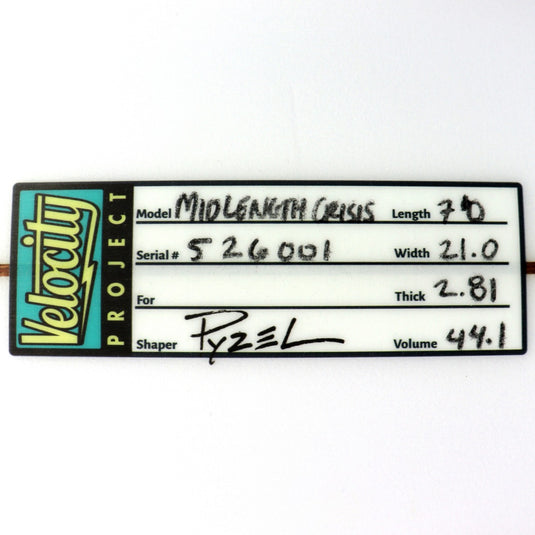 Velocity
PROJECT
Model MIDLENGTH CRISIS Length 7'0
Serial # 526001 Width 21.0
For Thick 2.81
Shaper PYZEL Volume 44.1